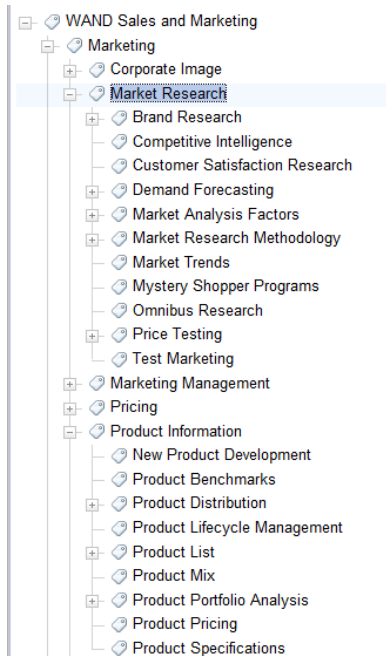 WAND Sales and Marketing
Marketing
Corporate Image
Market Research
Brand Research
Competitive Intelligence
Customer Satisfaction Research
Demand Forecasting
Market Analysis Factors
Market Research Methodology
Market Trends
Mystery Shopper Programs
Omnibus Research
Price Testing
Test Marketing
Marketing Management
Pricing
Product Information
New Product Development
Product Benchmarks
Product Distribution
Product Lifecycle Management
Product List
Product Mix
Product Portfolio Analysis
Product Pricing
Product Specifications